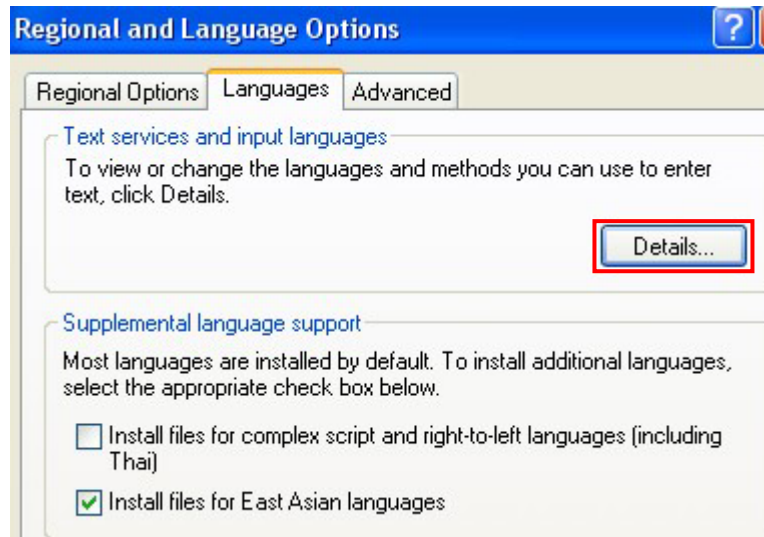 Regional and Language Options
Regional Options Languages Advanced
Text services and input languages
To view or change the languages and methods you can use to enter
text, click Details.
Details...
Supplemental language support
Most languages are installed by default. To install additional languages,
select the appropriate check box below.
Install files for complex script and right-to-left languages (including
Thai)
Install files for East Asian languages